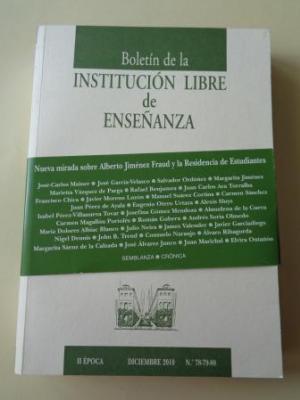 Boletín de la
INSTITUCIÓN LIBRE
de
ENSEÑANZA
Nueva mirada sobre Alberto Jiménez Fraud y la Residencia de Estudiantes
José-Carlos Mainer • José García-Velasco • Salvador Ordóñez • Margarita Jiménez
Marietta Vázquez de Parga • Rafael Benjumea • Juan Carlos Ara Torralba
Francisco Chica • Javier Moreno Luzón • Manuel Suárez Cortina • Carmen Sánchez
Juan Pérez de Ayala • Eugenio Otero Urtaza • Alexis Sluys
Isabel Pérez-Villanueva Tovar • Josefina Gómez Mendoza • Almudena de la Cueva
Carmen Magallón Portolés • Román Gubern • Andrés Soria Olmedo
María Dolores Albiac Blanco • Julio Neira • James Valender • Javier Garciadiego
Nigel Dennis • John B. Trend • Consuelo Naranjo • Álvaro Ribagorda
Margarita Sáenz de la Calzada • José Álvarez Junco • Juan Marichal • Elvira Ontañón
SEMBLANZA • CRÓNICA
II ÉPOCA DICIEMBRE 2010 N.º 78-79-80